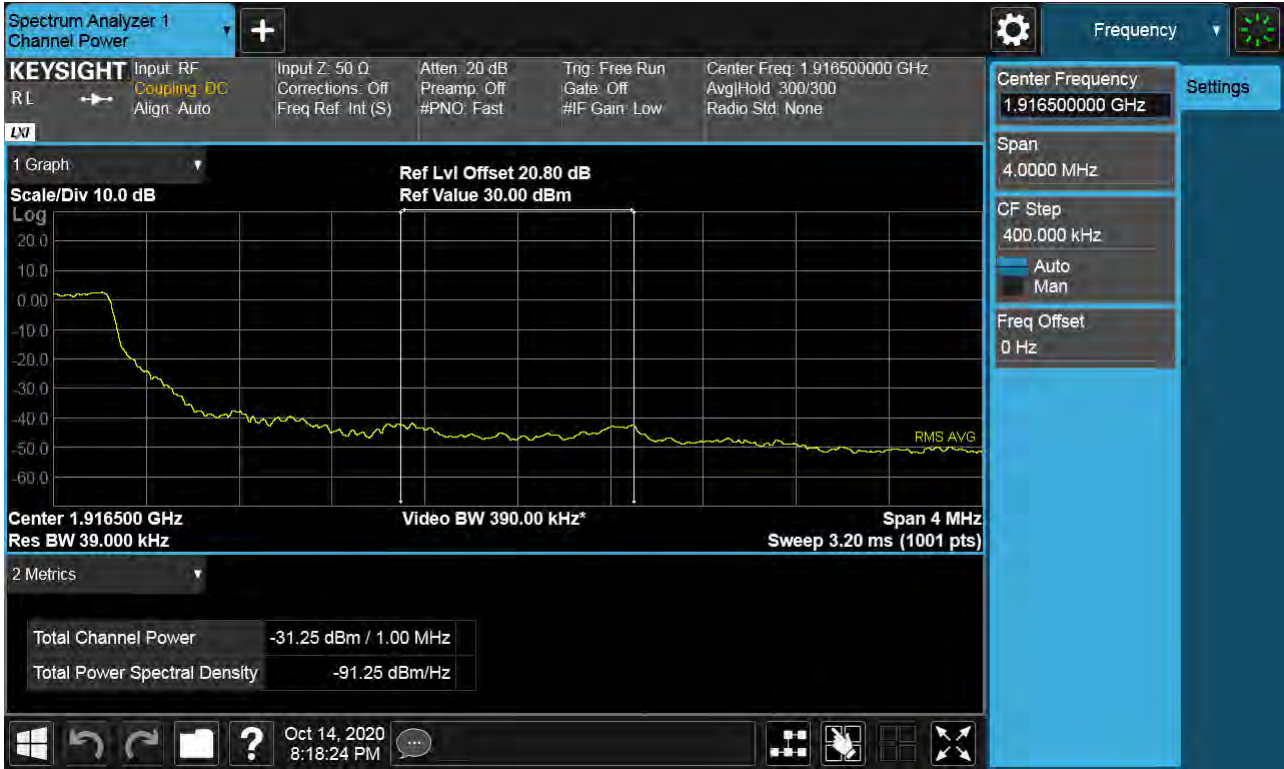 Spectrum Analyzer 1
Channel Power
+
Frequency
KEYSIGHT
RL
LXI
Input: RF
Coupling: DC
Align: Auto
Input Z: 50 Ω
Corrections: Off
Freq Ref: Int (S)
Atten: 20 dB
Preamp: Off
#PNO: Fast
Trig: Free Run
Gate: Off
#IF Gain: Low
Center Freq: 1.916500000 GHz
Avg|Hold: 300/300
Radio Std: None
Center Frequency
1.916500000 GHz
Settings
Span
4.0000 MHz
CF Step
400.000 kHz
Auto
Man
Freq Offset
0 Hz
1 Graph
Scale/Div 10.0 dB
Ref Lvl Offset 20.80 dB
Ref Value 30.00 dBm
Log
20.0
10.0
0.00
-10.0
-20.0
-30.0
-40.0
-50.0
-60.0
RMS AVG
Center 1.916500 GHz
Video BW 390.00 kHz*
Span 4 MHz
Res BW 39.000 kHz
Sweep 3.20 ms (1001 pts)
2 Metrics
Total Channel Power -31.25 dBm / 1.00 MHz
Total Power Spectral Density -91.25 dBm/Hz
?
Oct 14, 2020
8:18:24 PM